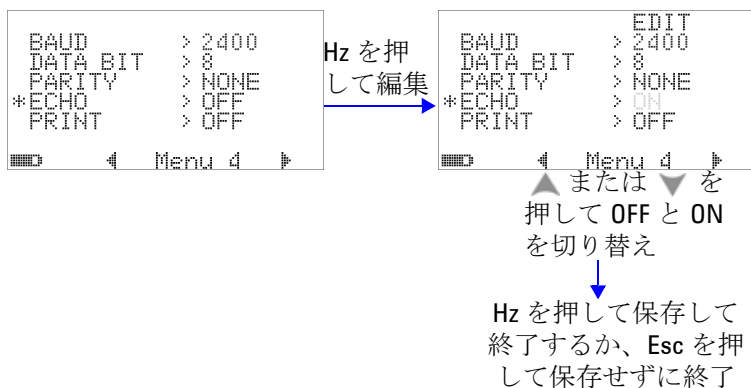 BAUD > 2400
DATA BIT > 8
PARITY > NONE
*ECHO > OFF
PRINT > OFF
Menu 4
Hz を押
して編集
EDIT
BAUD > 2400
DATA BIT > 8
PARITY > NONE
*ECHO > ON
PRINT > OFF
Menu 4
または を
押して OFF と ON
を切り替え
Hz を押して保存して
終了するか、Esc を押
して保存せずに終了